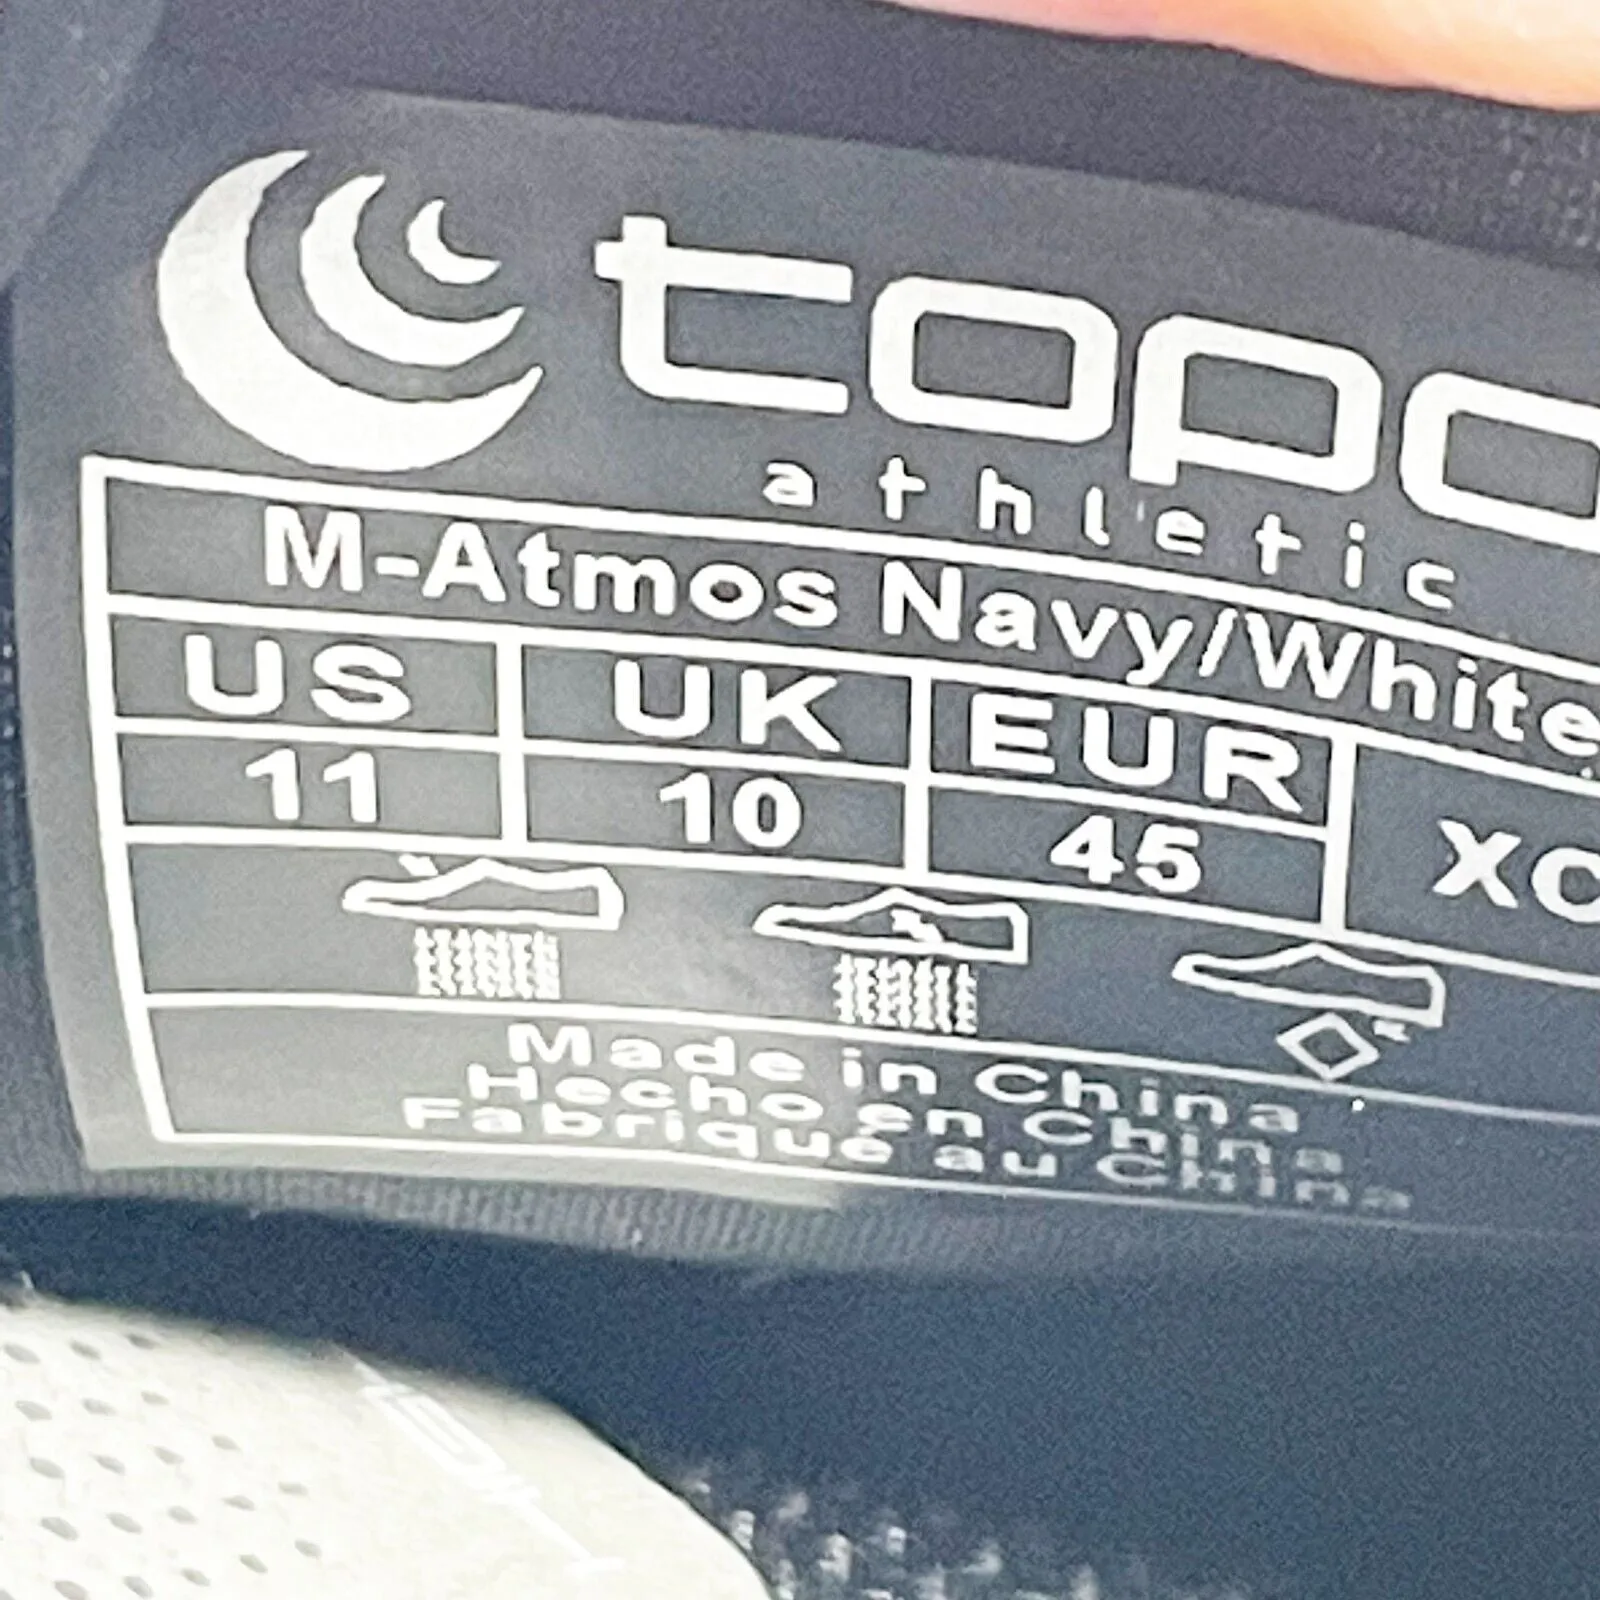 topo
athletic
M-Atmos Navy/White
US UK EUR
11 10 45
Made in China
Hecho en China
Fabriqué au China